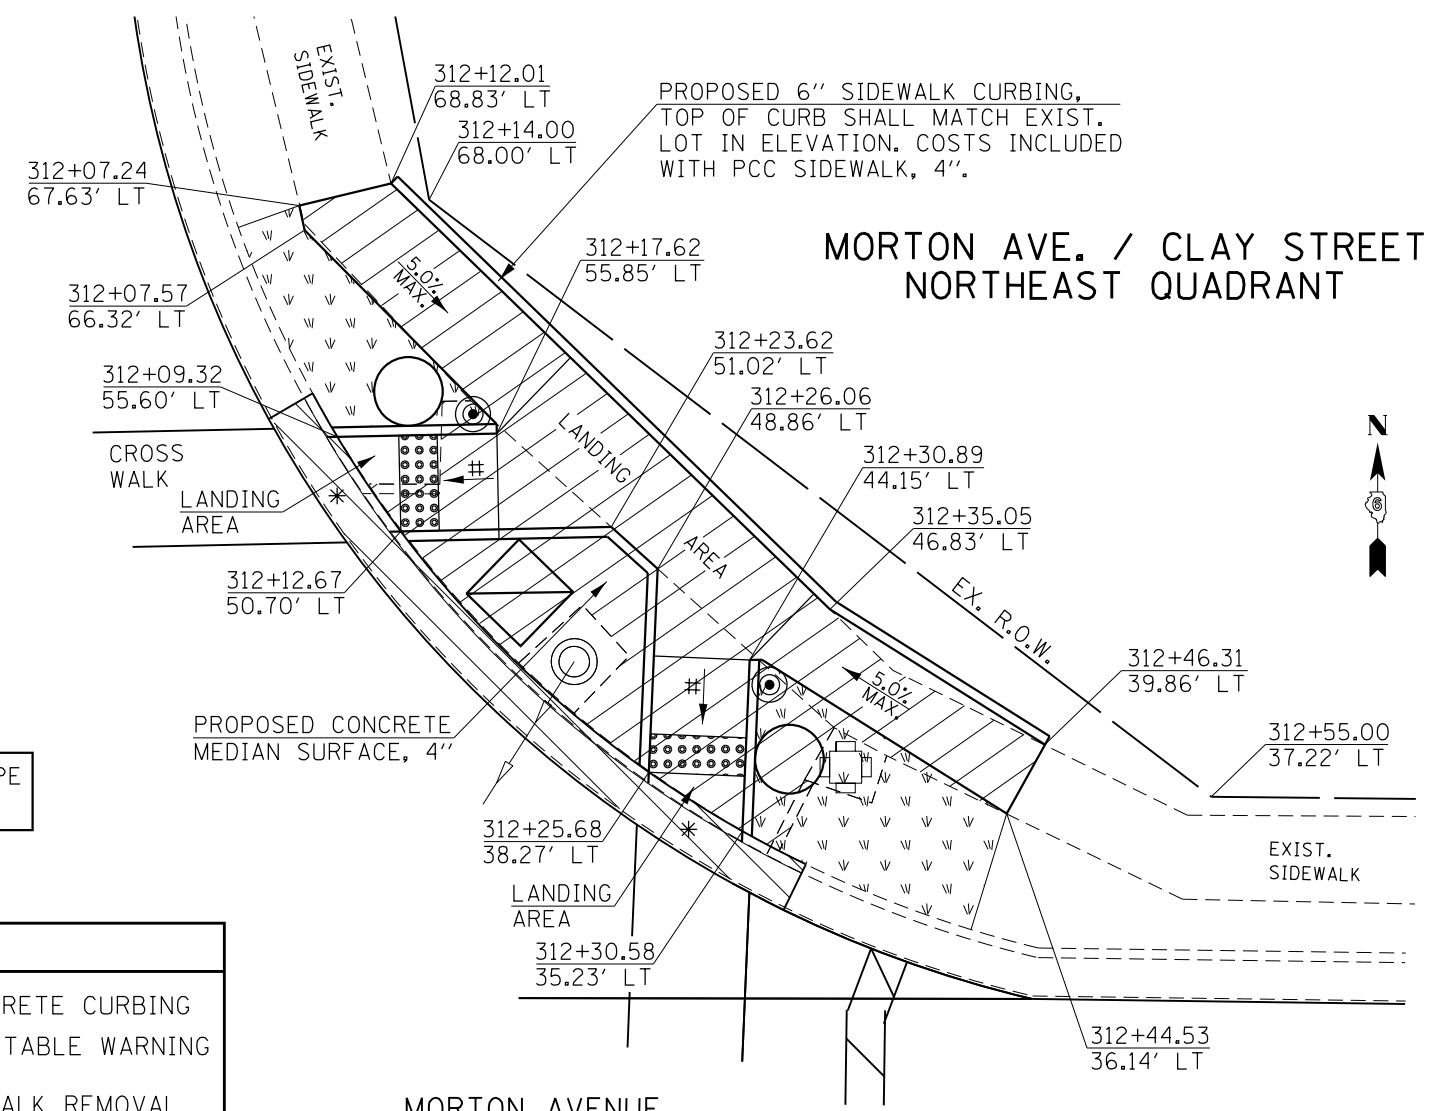 EXIST.
SIDEWALK
312+12.01
68.83' LT
312+14.00
68.00' LT
PROPOSED 6" SIDEWALK CURBING,
TOP OF CURB SHALL MATCH EXIST.
LOT IN ELEVATION. COSTS INCLUDED
WITH PCC SIDEWALK, 4".
312+07.24
67.63' LT
MORTON AVE. / CLAY STREET
NORTHEAST QUADRANT
312+17.62
55.85' LT
5.0%
MAX.
312+07.57
66.32' LT
312+23.62
51.02' LT
312+09.32
55.60' LT
312+26.06
48.86' LT
CROSS
WALK
LANDING
AREA
#
*
LANDING
AREA
312+30.89
44.15' LT
N
6
312+35.05
46.83' LT
312+12.67
50.70' LT
EX. R.O.W.
312+46.31
39.86' LT
#
5.0%
MAX.
PROPOSED CONCRETE
MEDIAN SURFACE, 4"
312+55.00
37.22' LT
PE
312+25.68
38.27' LT
*
EXIST.
SIDEWALK
LANDING
AREA
312+30.58
35.23' LT
RETE CURBING
TABLE WARNING
312+44.53
36.14' LT
ALK REMOVAL
MORTON AVENUE